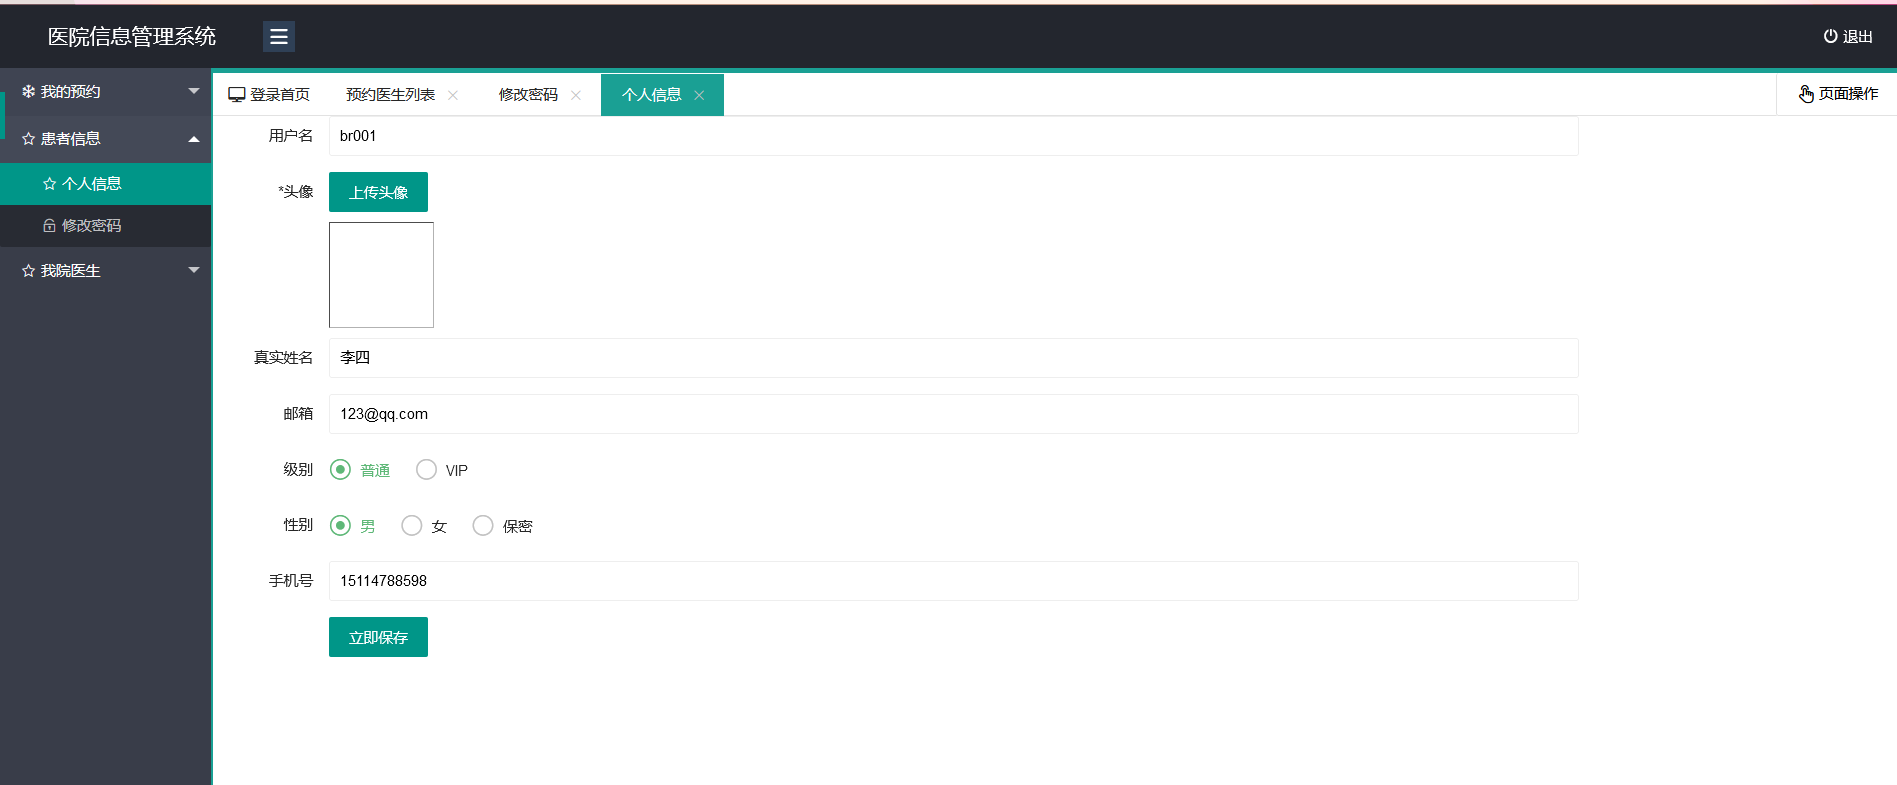 医院信息管理系统
退出
我的预约
患者信息
个人信息
修改密码
我院医生
登录首页 预约医生列表 修改密码 个人信息 页面操作
用户名 br001
*头像 上传头像
真实姓名 李四
邮箱 123@qq.com
级别 普通 VIP
性别 男 女 保密
手机号 15114788598
立即保存